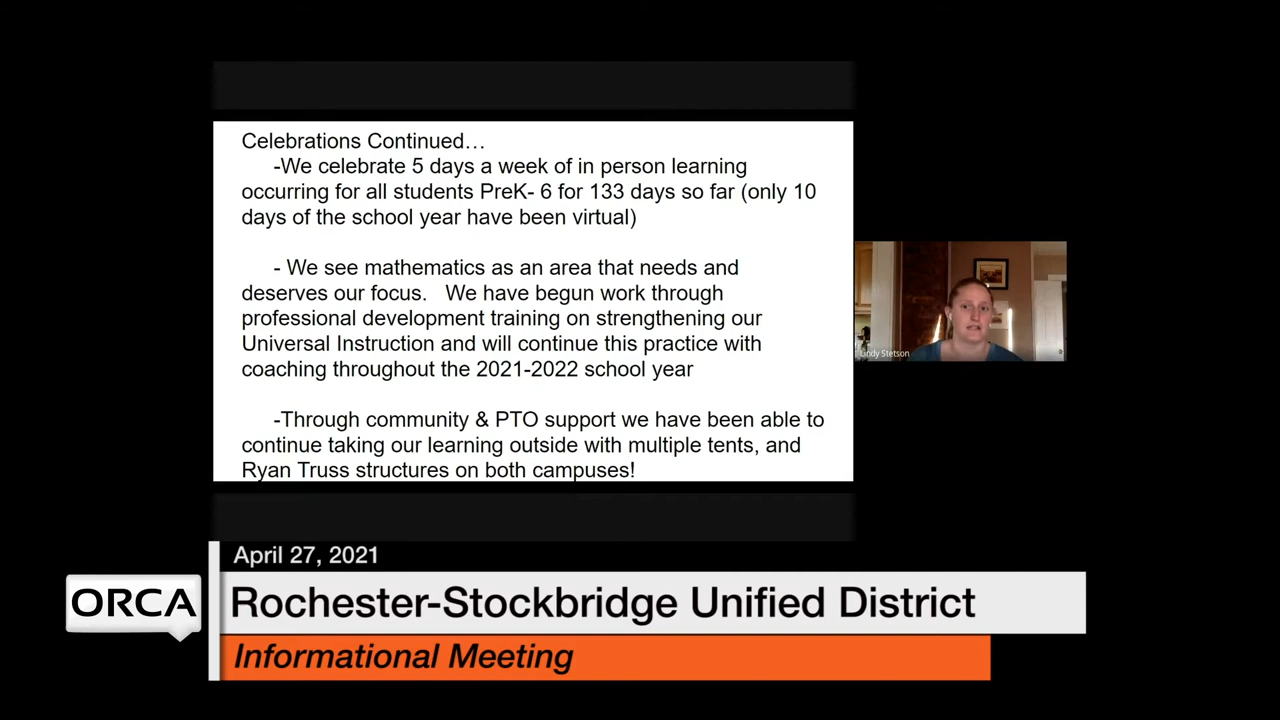 Celebrations Continued…
-We celebrate 5 days a week of in person learning
occurring for all students PreK- 6 for 133 days so far (only 10
days of the school year have been virtual)
- We see mathematics as an area that needs and
deserves our focus. We have begun work through
professional development training on strengthening our
Universal Instruction and will continue this practice with
coaching throughout the 2021-2022 school year
-Through community & PTO support we have been able to
continue taking our learning outside with multiple tents, and
Ryan Truss structures on both campuses!
Lindy Stetson
April 27, 2021
ORCA
Rochester-Stockbridge Unified District
Informational Meeting